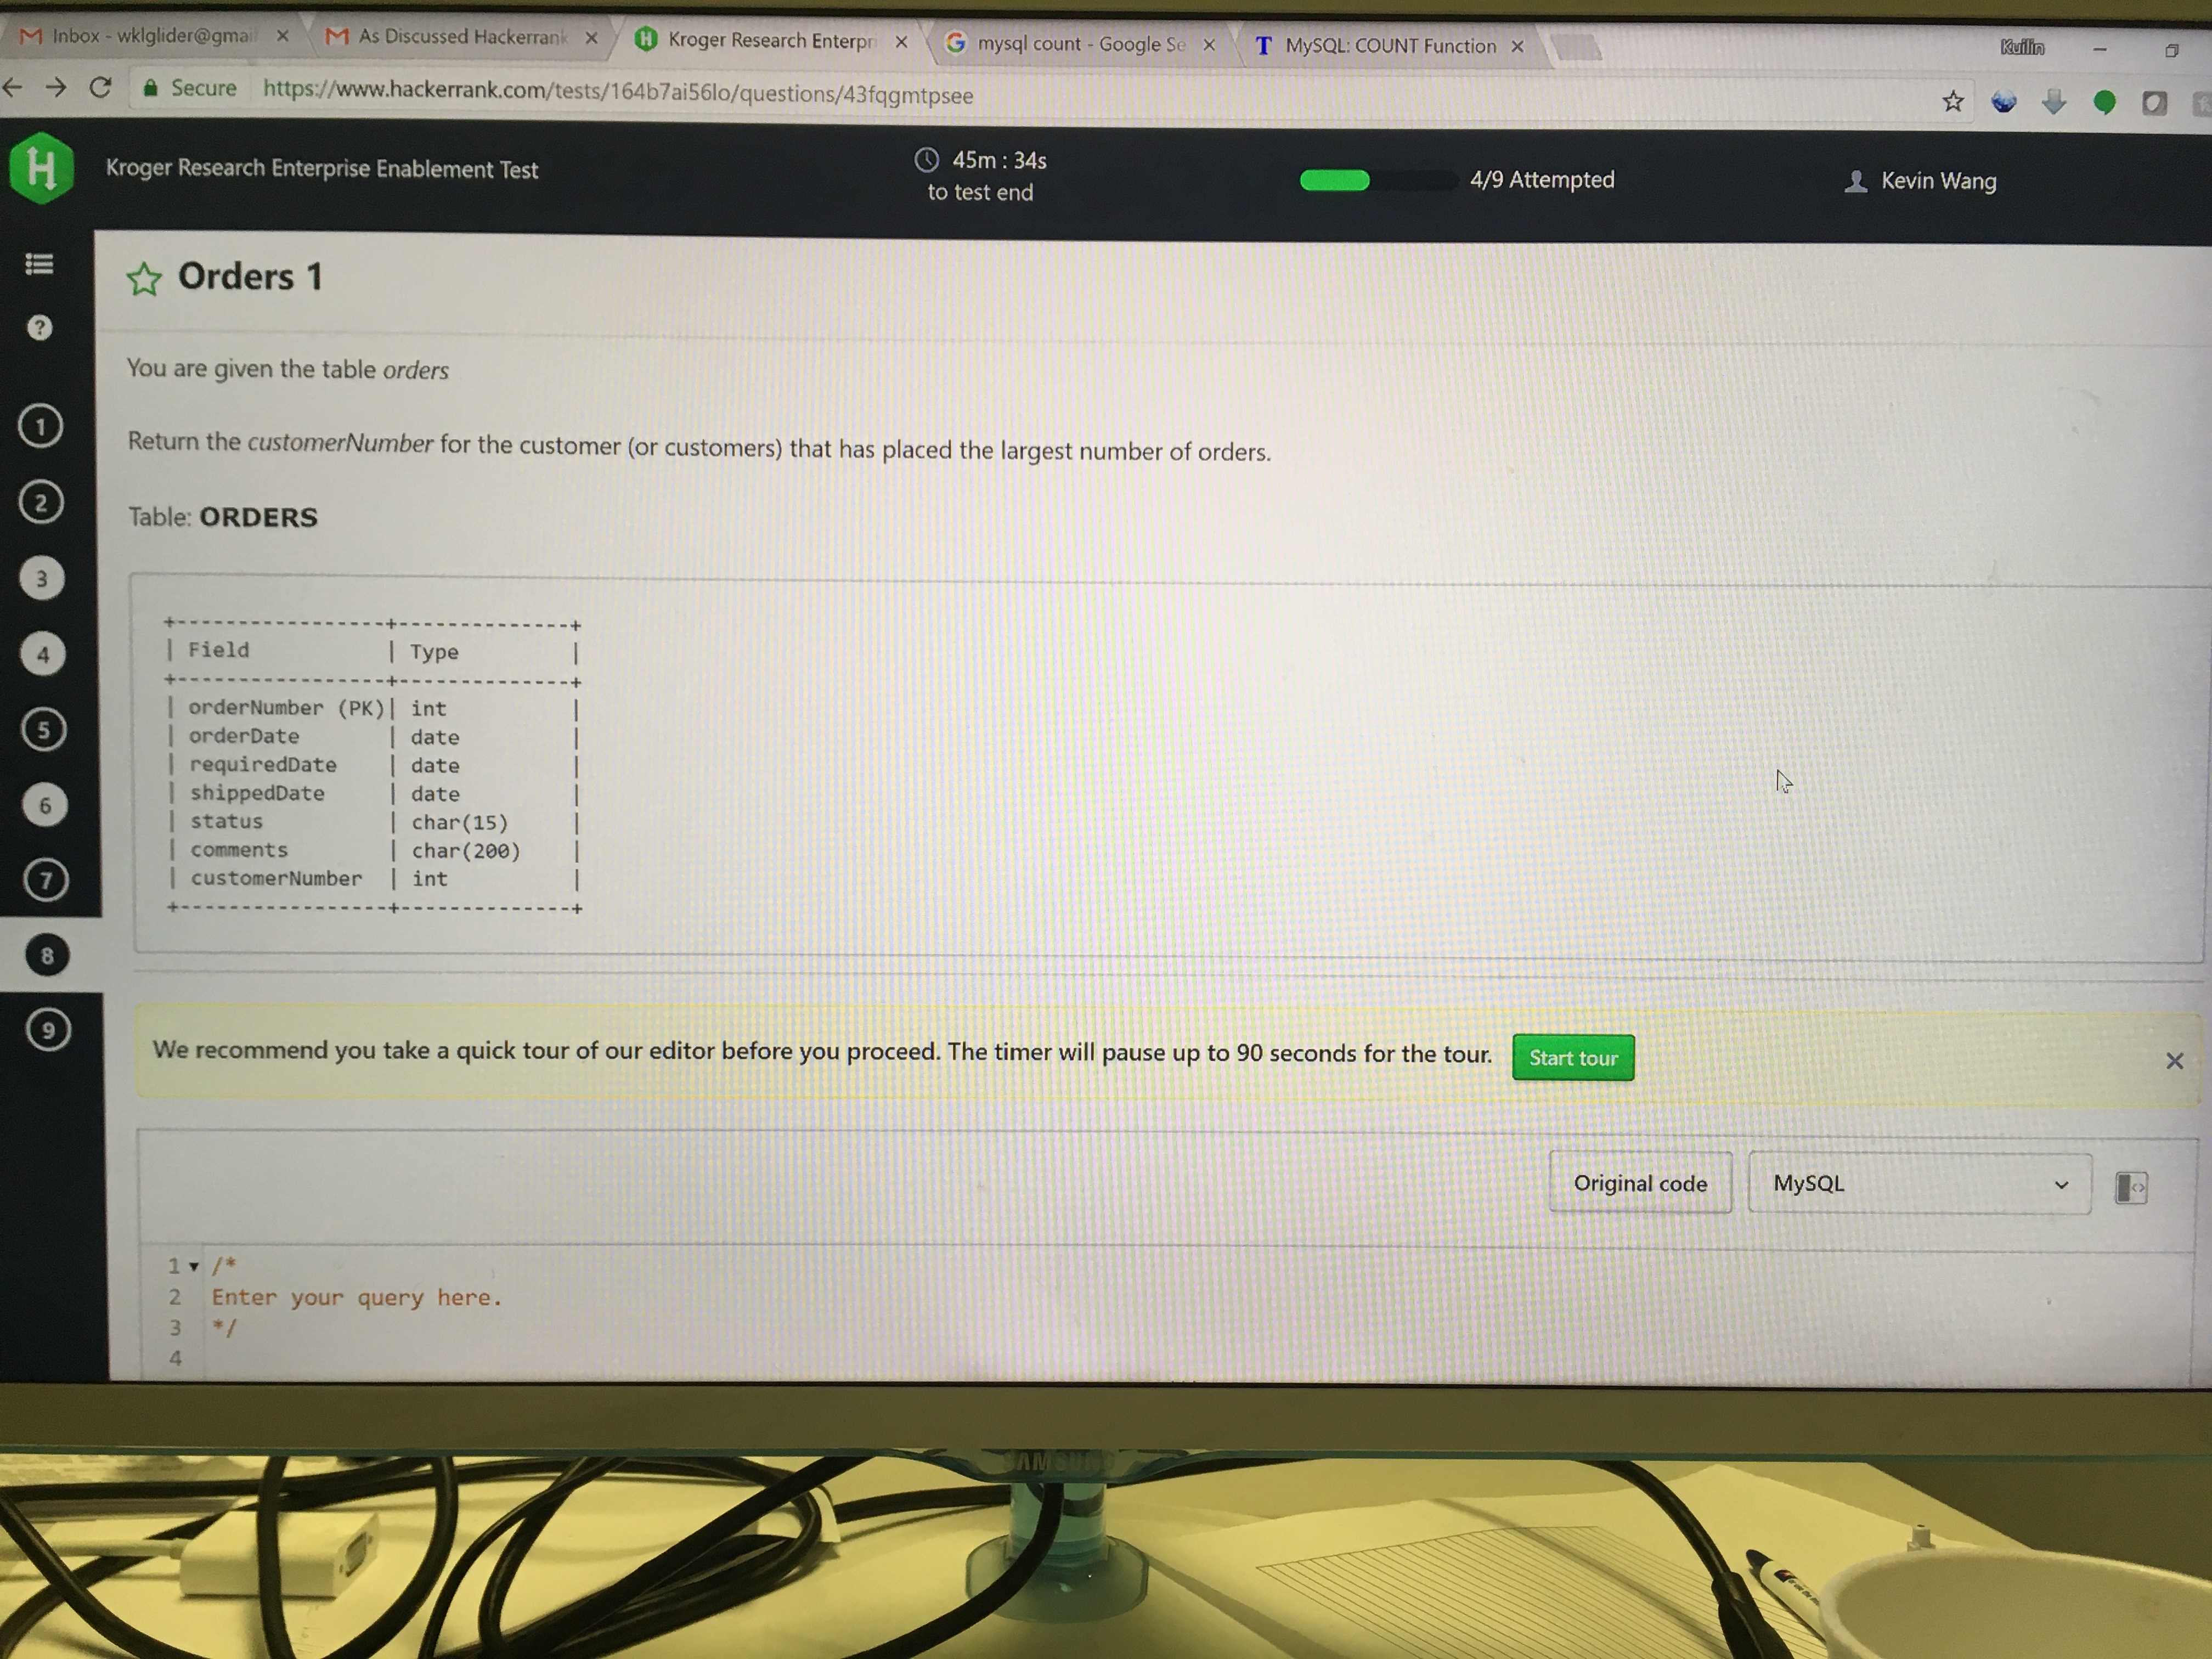 Inbox - wklglider@gmai
As Discussed Hackerrank
Kroger Research Enterpr
mysql count - Google Se
MySQL: COUNT Function
Kuilin
Secure https://www.hackerrank.com/tests/164b7ai56lo/questions/43fqgmtpsee
Kroger Research Enterprise Enablement Test
45m : 34s
to test end
4/9 Attempted
Kevin Wang
Orders 1
You are given the table orders
Return the customerNumber for the customer (or customers) that has placed the largest number of orders.
Table: ORDERS
+-----------------+--------------+
| Field | Type |
+-----------------+--------------+
| orderNumber (PK)| int |
| orderDate | date |
| requiredDate | date |
| shippedDate | date |
| status | char(15) |
| comments | char(200) |
| customerNumber | int |
+-----------------+--------------+
?
1
2
3
4
5
6
7
8
9
We recommend you take a quick tour of our editor before you proceed. The timer will pause up to 90 seconds for the tour. Start tour
Original code
MySQL
1 /*
2 Enter your query here.
3 */
4
SAMSUNG